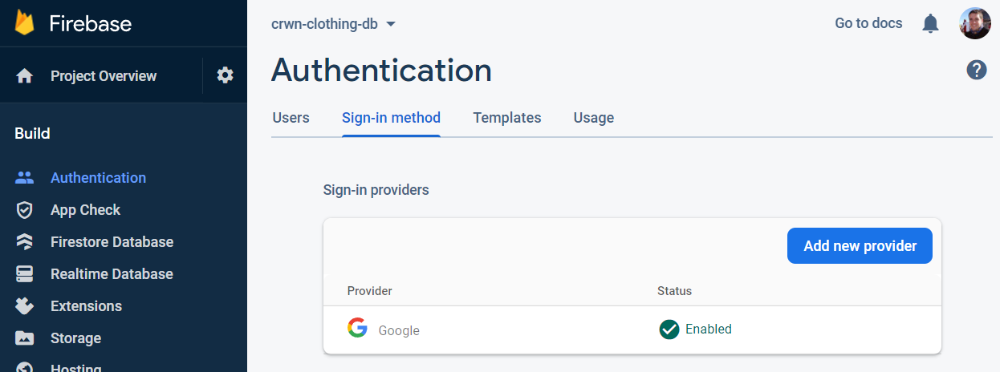 Firebase
Project Overview
Build
Authentication
App Check
Firestore Database
Realtime Database
Extensions
Storage
Hosting
crwn-clothing-db
Go to docs
Authentication
Users Sign-in method Templates Usage
Sign-in providers
Add new provider
Provider Status
Google Enabled